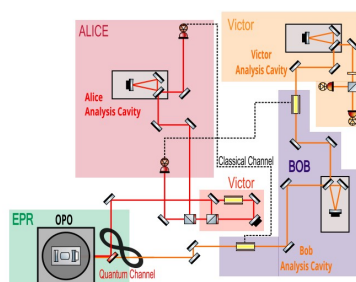 ALICE
Victor
Victor
Analysis Cavity
Alice
Analysis Cavity
Classical Channel
BOB
Victor
EPR
OPO
Quantum Channel
Bob
Analysis Cavity